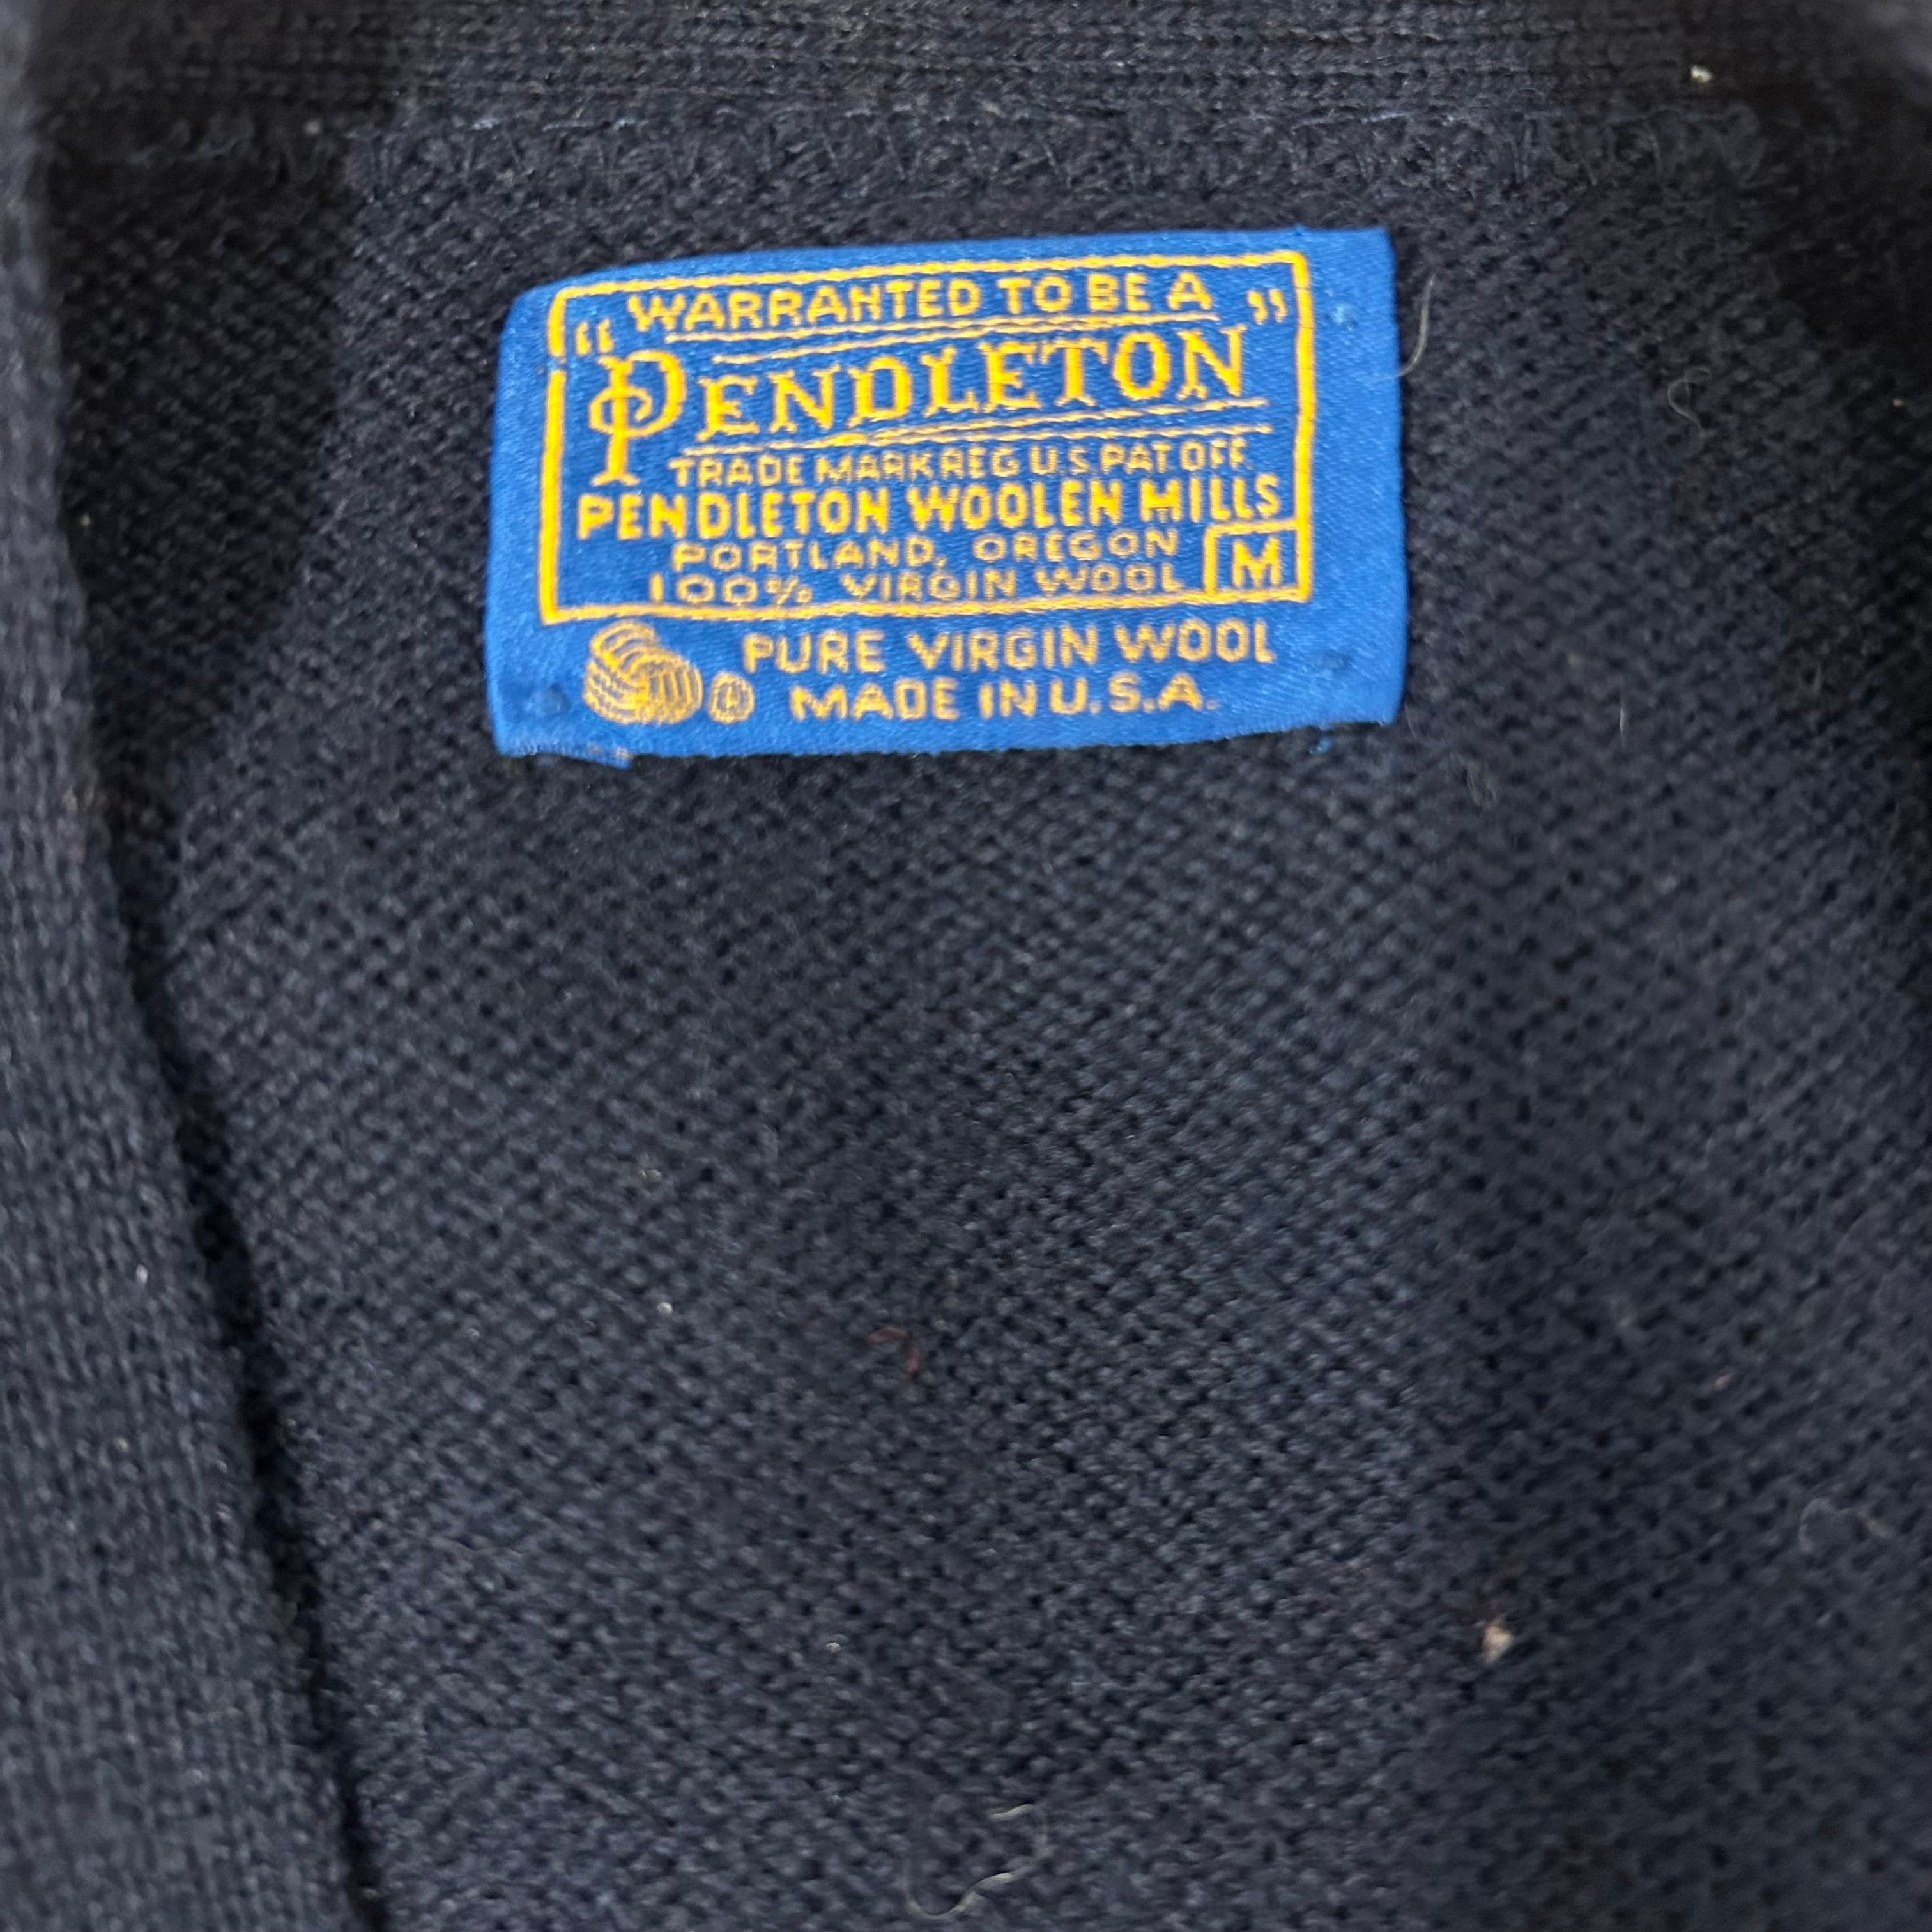 "WARRANTED TO BE A"
PENDLETON
TRADE MARK REG U.S. PAT. OFF.
PENDLETON WOOLEN MILLS
PORTLAND, OREGON
100% VIRGIN WOOL M
PURE VIRGIN WOOL
MADE IN U.S.A.